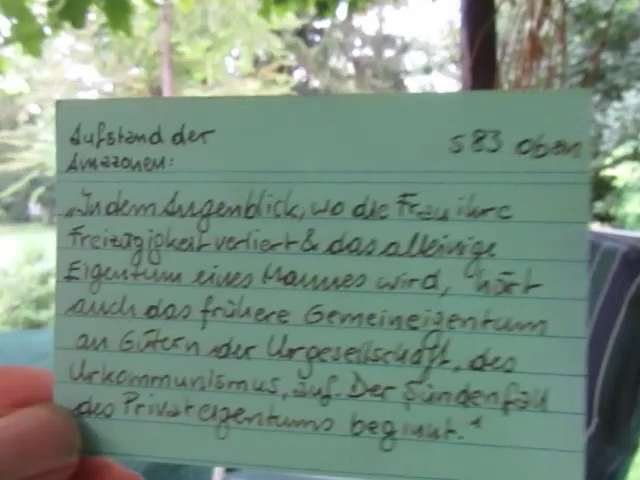 Aufstand der S 83 oben
Amazonen:
„In dem Augenblick, wo die Frau ihre
Freizügigkeit verliert & das alleinige
Eigentum eines Mannes wird, hört
auch das frühere Gemeineigentum
an Gütern der Urgesellschaft, des
Urkommunismus, auf. Der Sündenfall
des Privateigentums beginnt."